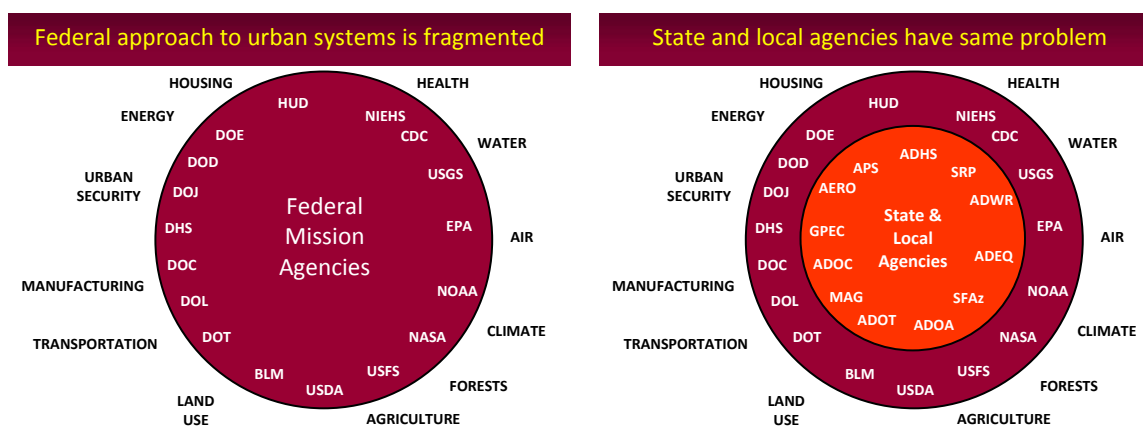 Federal approach to urban systems is fragmented
HOUSING
HEALTH
ENERGY
WATER
URBAN
SECURITY
AIR
MANUFACTURING
TRANSPORTATION
CLIMATE
FORESTS
LAND
USE
AGRICULTURE
HUD
NIEHS
CDC
DOE
DOD
USGS
DOJ
DHS
EPA
DOC
DOL
NOAA
DOT
NASA
BLM
USDA
USFS
Federal
Mission
Agencies
State and local agencies have same problem
HOUSING
HEALTH
ENERGY
WATER
URBAN
SECURITY
AIR
MANUFACTURING
TRANSPORTATION
CLIMATE
FORESTS
LAND
USE
AGRICULTURE
HUD
NIEHS
CDC
DOE
DOD
USGS
DOJ
DHS
EPA
DOC
DOL
NOAA
DOT
NASA
BLM
USDA
USFS
ADHS
APS
SRP
AERO
ADWR
GPEC
ADOC
ADEQ
MAG
SFAz
ADOT
ADOA
State &
Local
Agencies